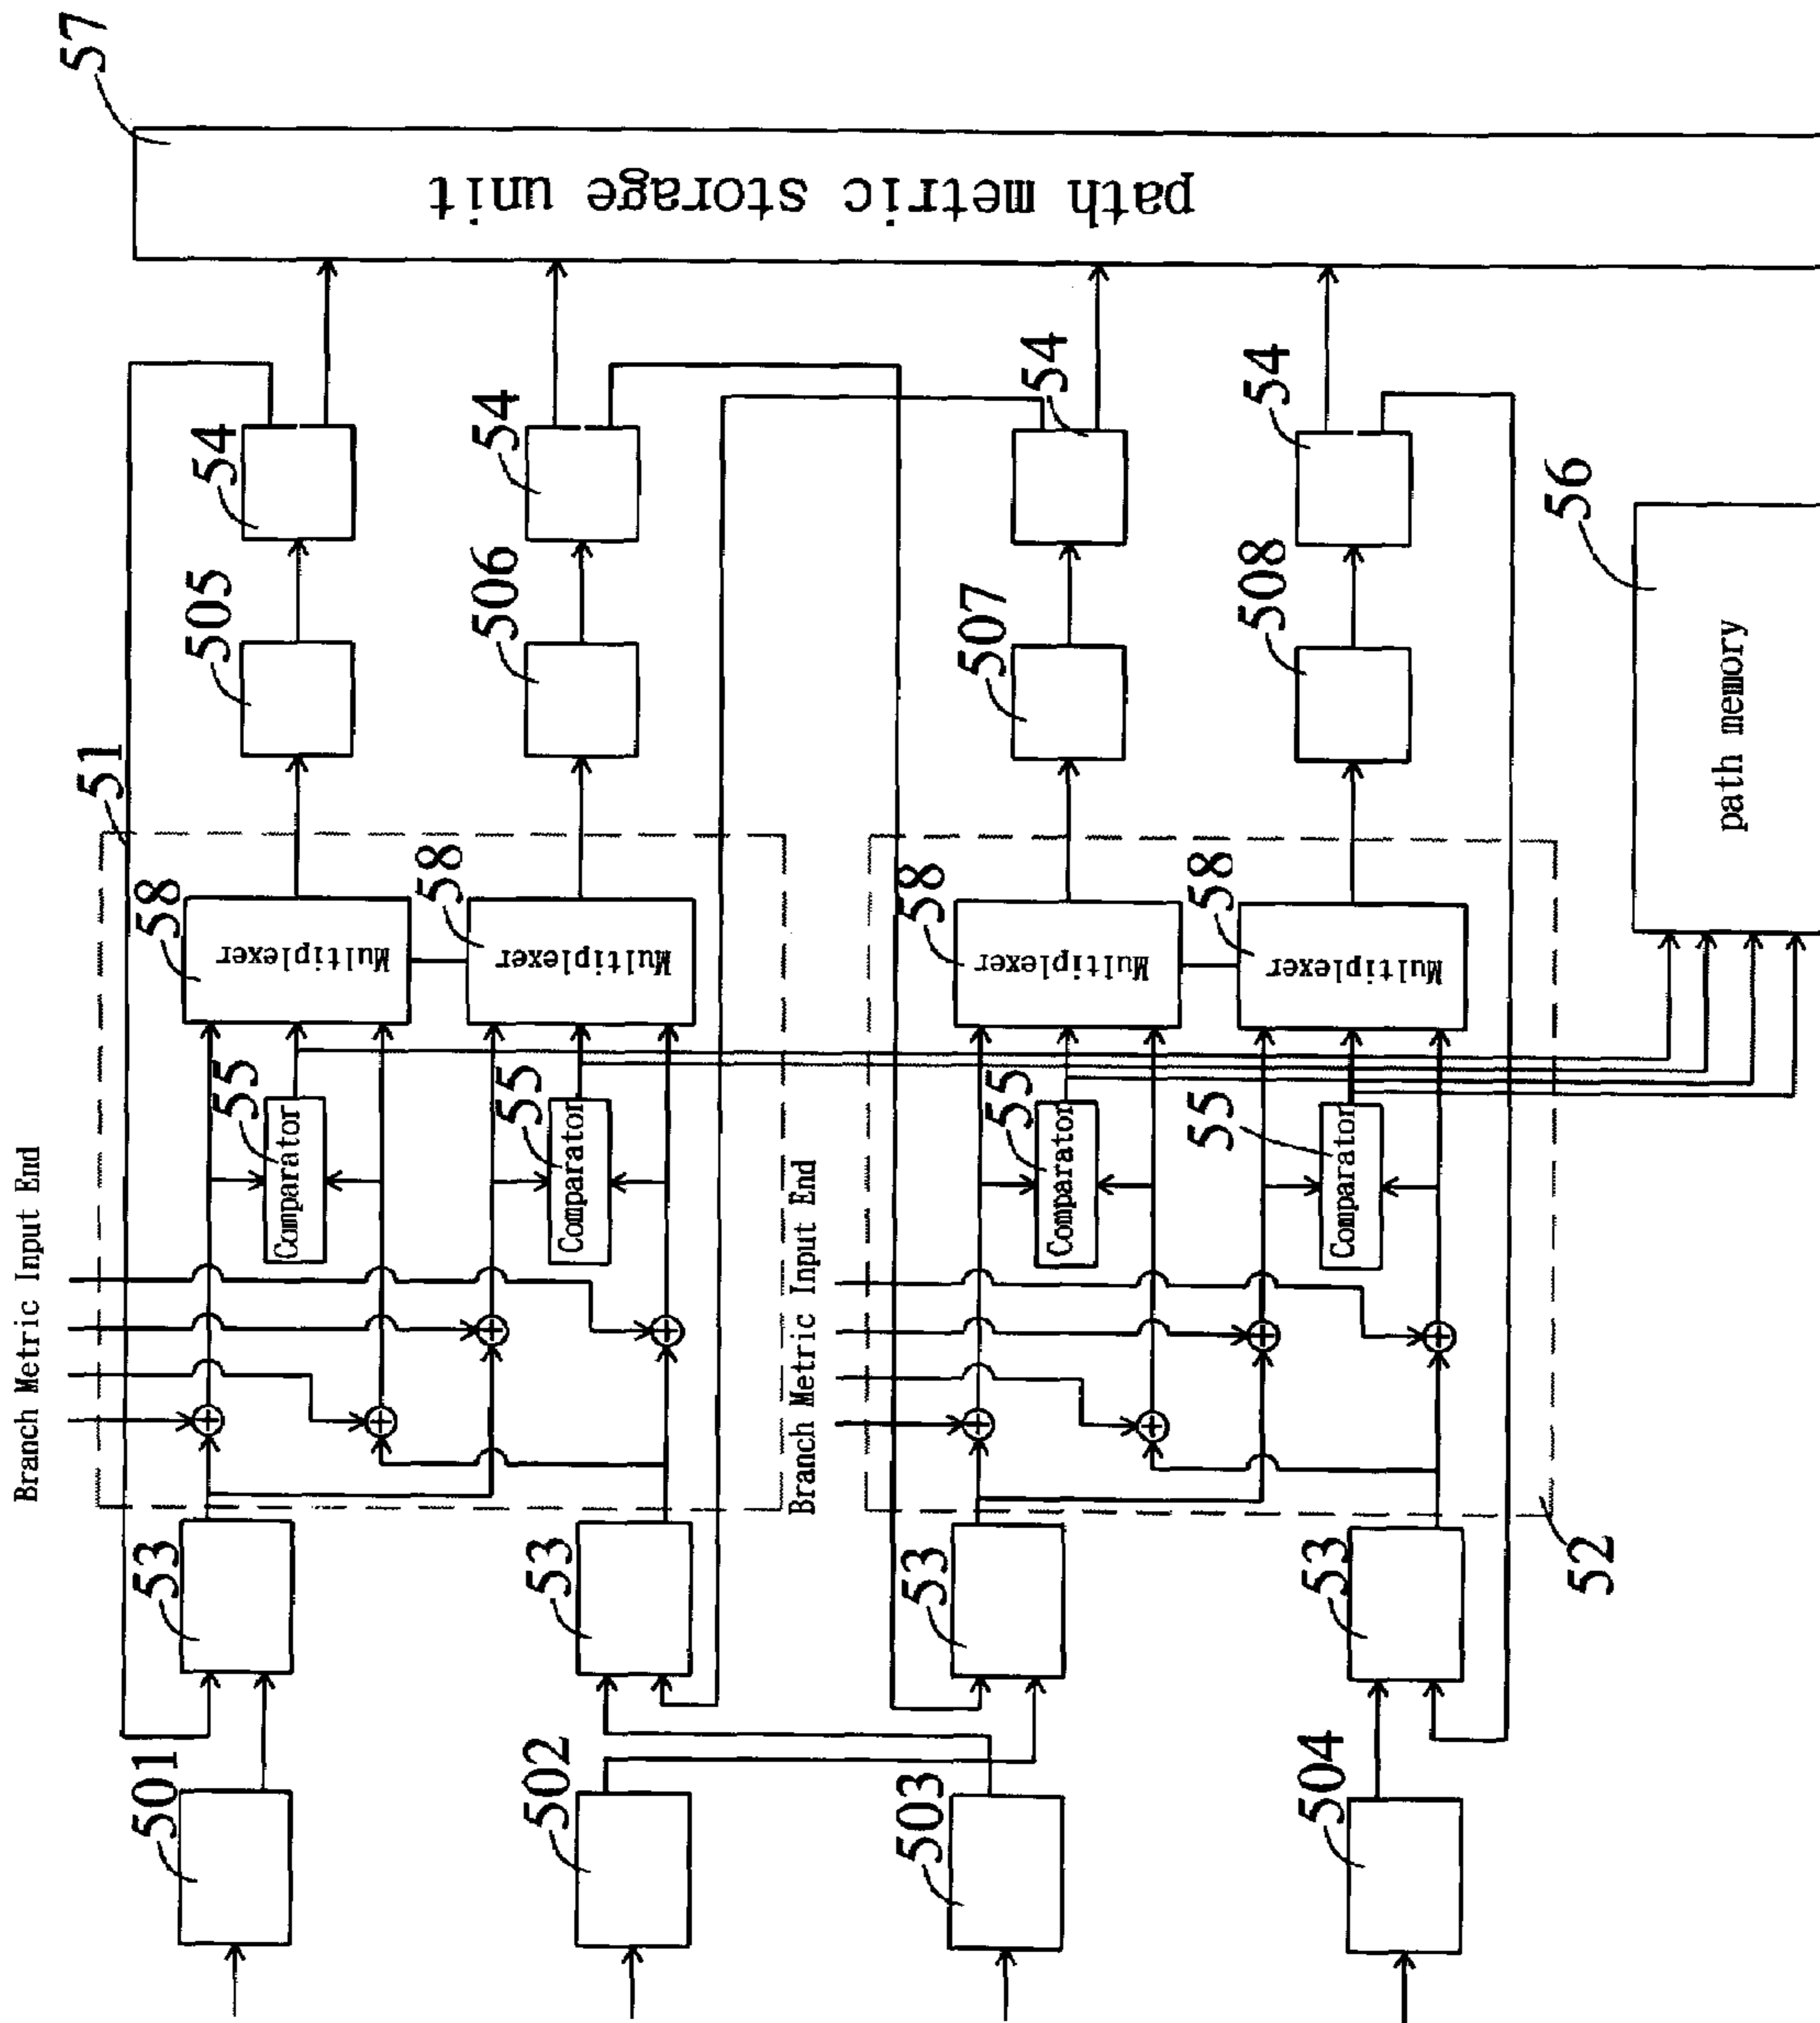 57
path metric storage unit
54
54
54
54
505
506
507
508
56
path memory
51
58
Multiplexer
58
Multiplexer
58
Multiplexer
58
Multiplexer
55
Comparator
55
Comparator
55
Comparator
55
Comparator
Branch Metric Input End
Branch Metric Input End
52
53
53
53
53
501
502
503
504